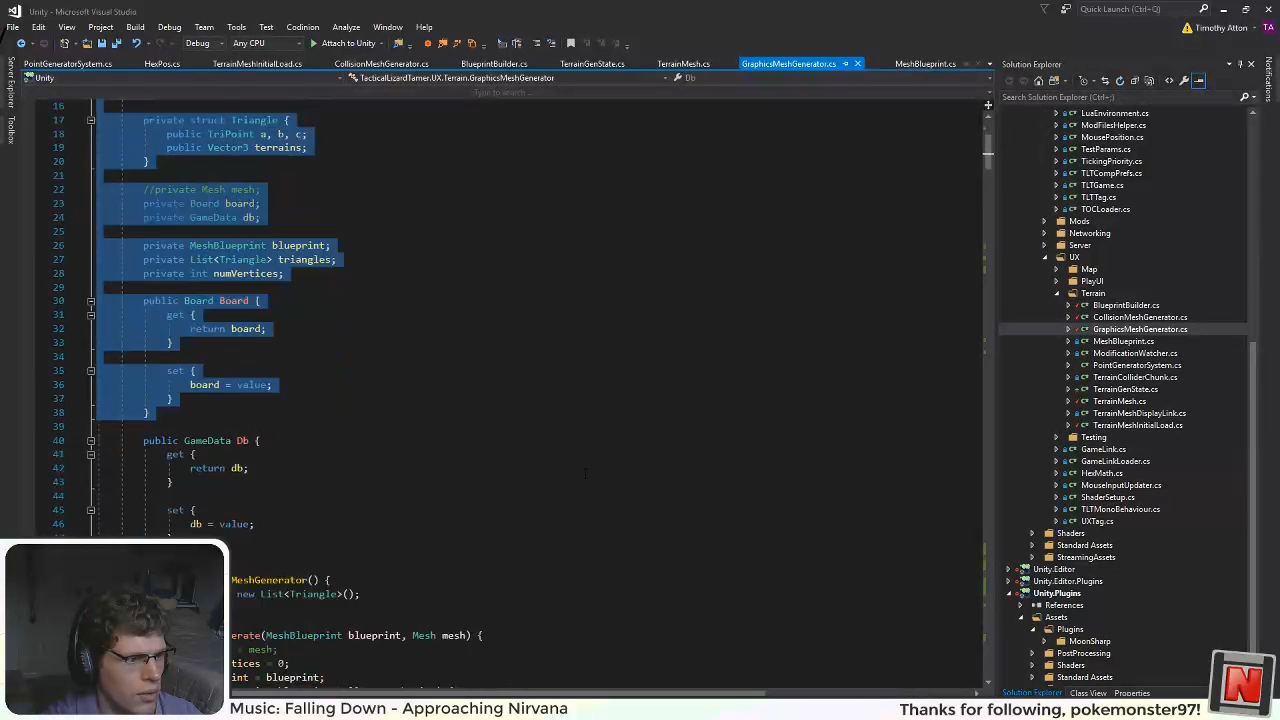 Unity - Microsoft Visual Studio
Quick Launch (Ctrl+Q)
File Edit View Project Build Debug Team Tools Test Common Analyze Window Help
Timothy Atton TA
Debug Any CPU Attach to Unity
PointGeneratorSystem.cs HexPos.cs TerrainMeshInitialLoad.cs CollisionMeshGenerator.cs BlueprintBuilder.cs TerrainGenState.cs TerrainMesh.cs GraphicsMeshGenerator.cs MeshBlueprint.cs
Unity TacticalLizardTamer.UX.Terrain.GraphicsMeshGenerator Db
Type to search...
16
17 private struct Triangle {
18 public TriPoint a, b, c;
19 public Vector3 terrains;
20 }
21
22 //private Mesh mesh;
23 private Board board;
24 private GameData db;
25
26 private MeshBlueprint blueprint;
27 private List<Triangle> triangles;
28 private int numVertices;
29
30 public Board Board {
31 get {
32 return board;
33 }
34
35 set {
36 board = value;
37 }
38 }
39
40 public GameData Db {
41 get {
42 return db;
43 }
44
45 set {
46 db = value;
MeshGenerator() {
new List<Triangle>();
erate(MeshBlueprint blueprint, Mesh mesh) {
= mesh;
tices = 0;
int = blueprint;
Server Explorer
Toolbox
Notifications
Solution Explorer
Search Solution Explorer (Ctrl+;)
LuaEnvironment.cs
ModFilesHelper.cs
MousePosition.cs
TestParams.cs
TickingPriority.cs
TLTCompPrefs.cs
TLTGame.cs
TLTTag.cs
TOCLoader.cs
Mods
Networking
Server
UX
Map
PlayUI
Terrain
BlueprintBuilder.cs
CollisionMeshGenerator.cs
GraphicsMeshGenerator.cs
MeshBlueprint.cs
ModificationWatcher.cs
PointGeneratorSystem.cs
TerrainColliderChunk.cs
TerrainGenState.cs
TerrainMesh.cs
TerrainMeshDisplayLink.cs
TerrainMeshInitialLoad.cs
Testing
GameLink.cs
GameLinkLoader.cs
HexMath.cs
MouseInputUpdater.cs
ShaderSetup.cs
TLTMonoBehaviour.cs
UXTag.cs
Shaders
Standard Assets
StreamingAssets
Unity.Editor
Unity.Editor.Plugins
Unity.Plugins
References
Assets
Plugins
MoonSharp
PostProcessing
Shaders
Standard Assets
Solution Explorer Class View Properties
Music: Falling Down - Approaching Nirvana
Thanks for following, pokemonster97!
N